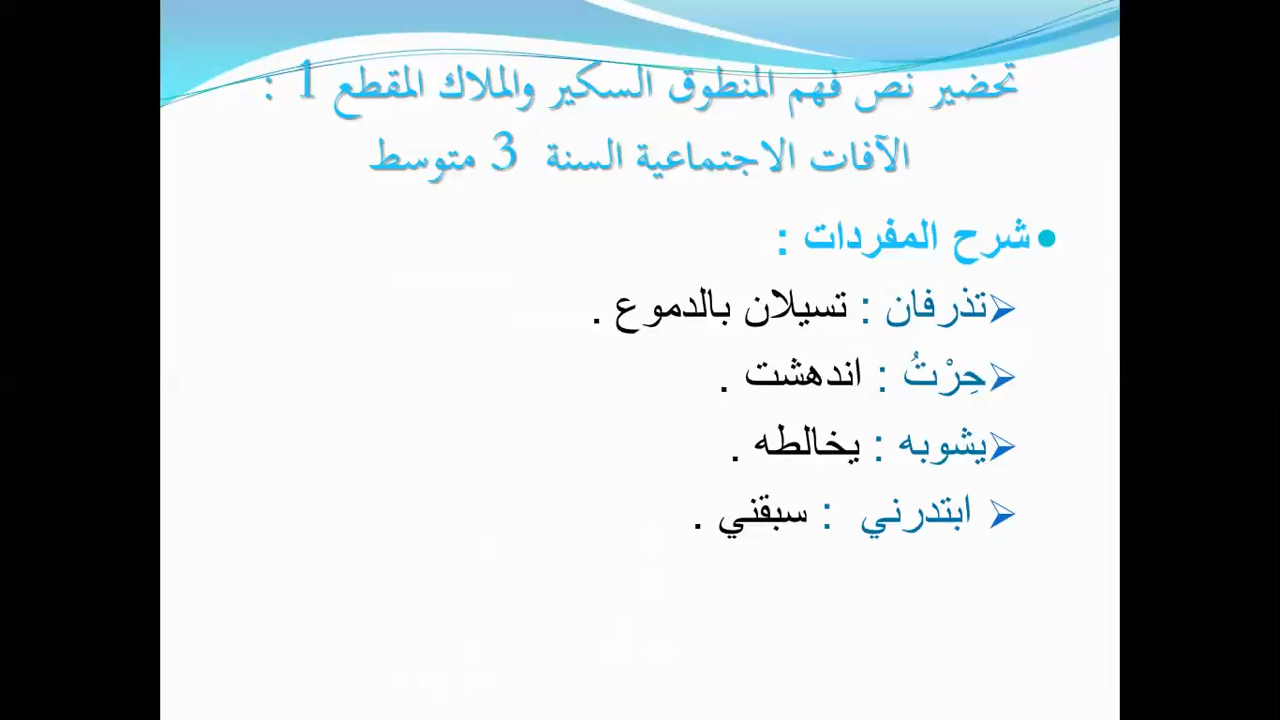 تحضير نص فهم المنطوق السكير والملاك المقطع 1 :
الآفات الاجتماعية السنة 3 متوسط
شرح المفردات :
تذرفان : تسيلان بالدموع .
حِرْتُ : اندهشت .
يشوبه : يخالطه .
ابتدرني : سبقني .